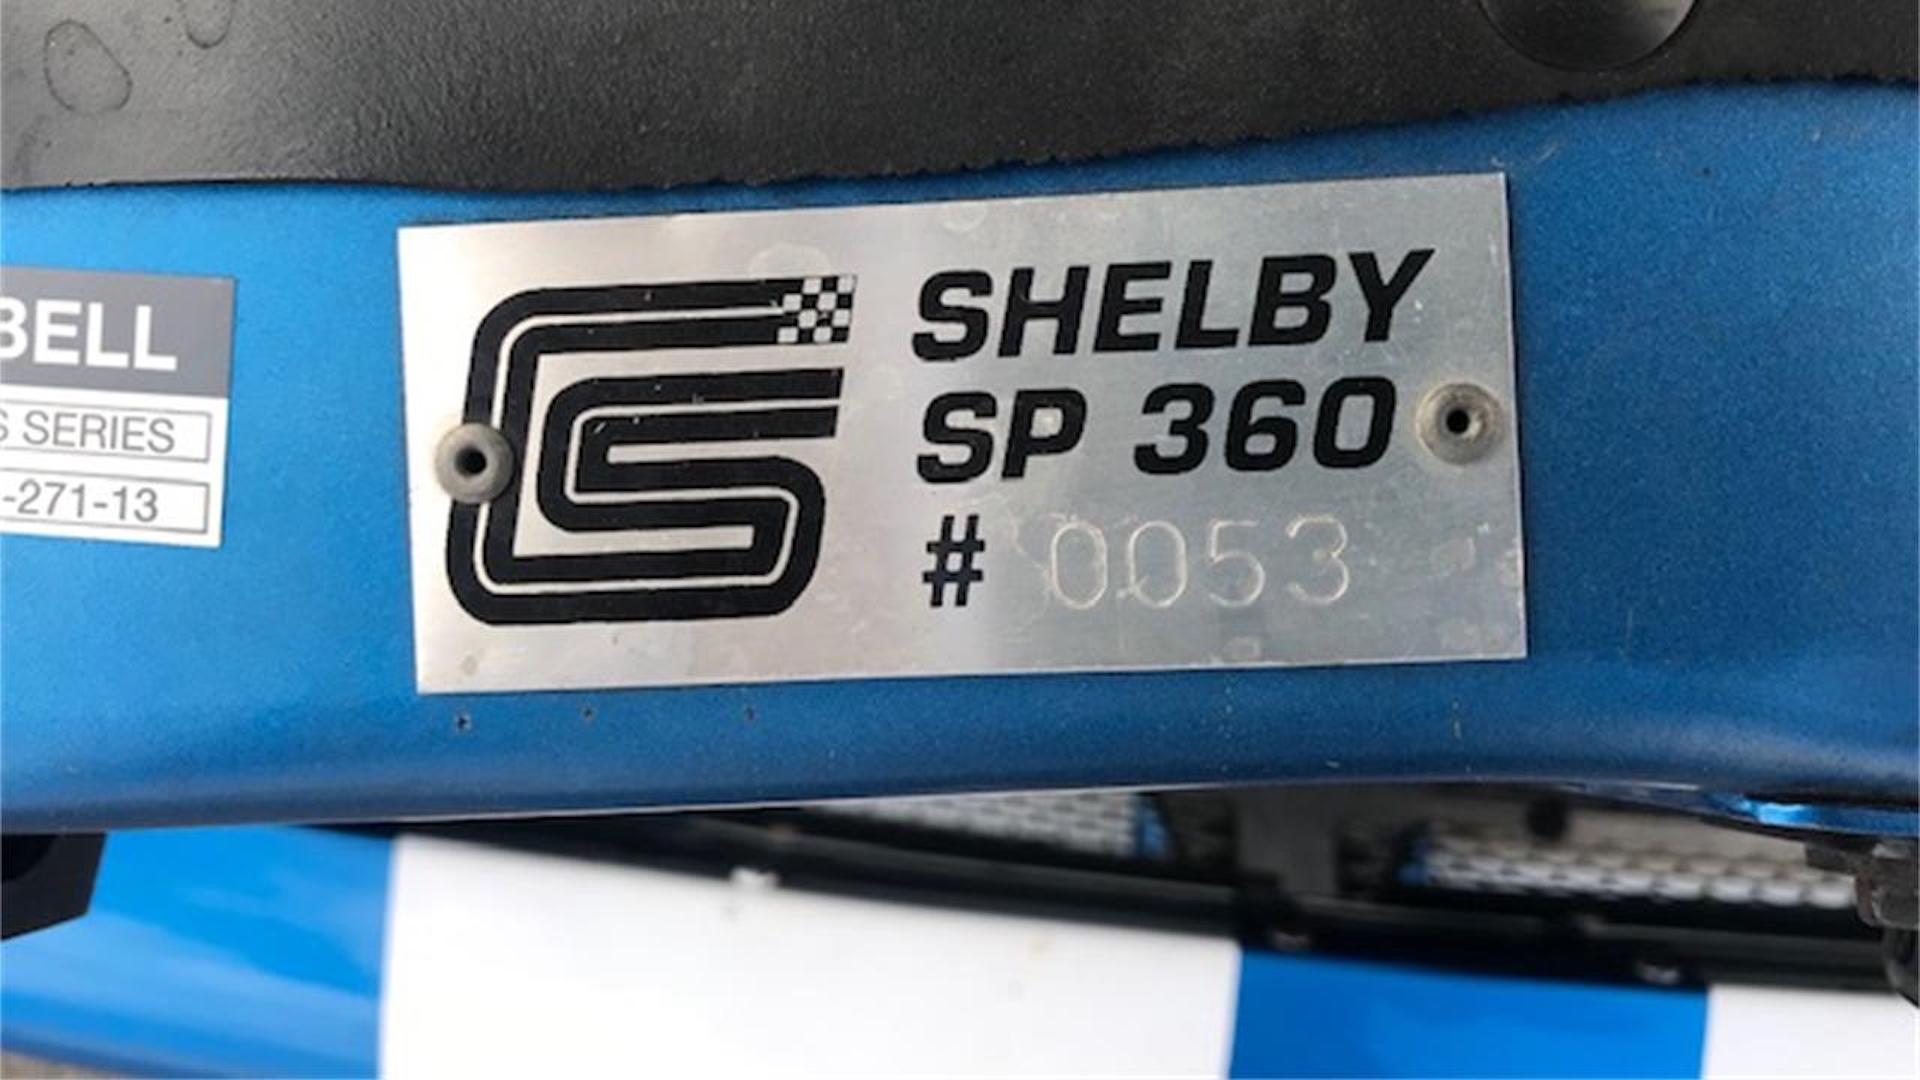 BELL
S SERIES
-271-13
SHELBY
SP 360
# 0053